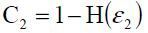 C₂ = 1 − H(ε₂)